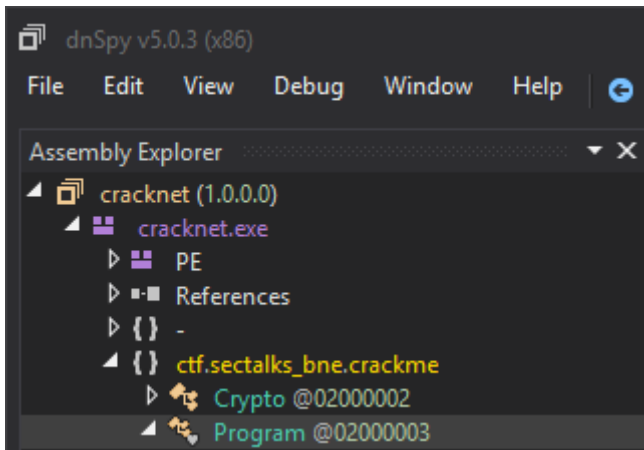 dnSpy v5.0.3 (x86)
File Edit View Debug Window Help
Assembly Explorer
cracknet (1.0.0.0)
cracknet.exe
PE
References
{ } -
{ } ctf.sectalks_bne.crackme
Crypto @02000002
Program @02000003